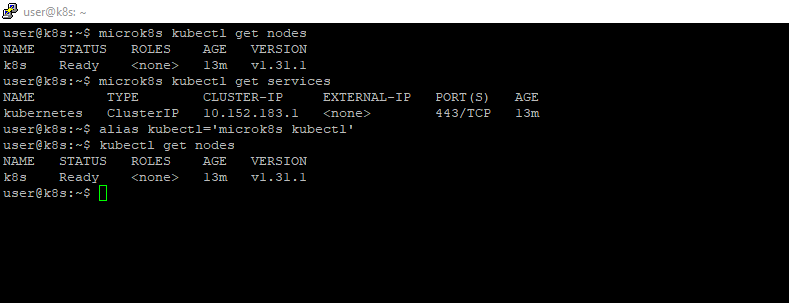 user@k8s: ~
user@k8s:~$ microk8s kubectl get nodes
NAME   STATUS   ROLES    AGE   VERSION
k8s    Ready    <none>   13m   v1.31.1
user@k8s:~$ microk8s kubectl get services
NAME         TYPE        CLUSTER-IP     EXTERNAL-IP   PORT(S)   AGE
kubernetes   ClusterIP   10.152.183.1   <none>        443/TCP   13m
user@k8s:~$ alias kubectl='microk8s kubectl'
user@k8s:~$ kubectl get nodes
NAME   STATUS   ROLES    AGE   VERSION
k8s    Ready    <none>   13m   v1.31.1
user@k8s:~$